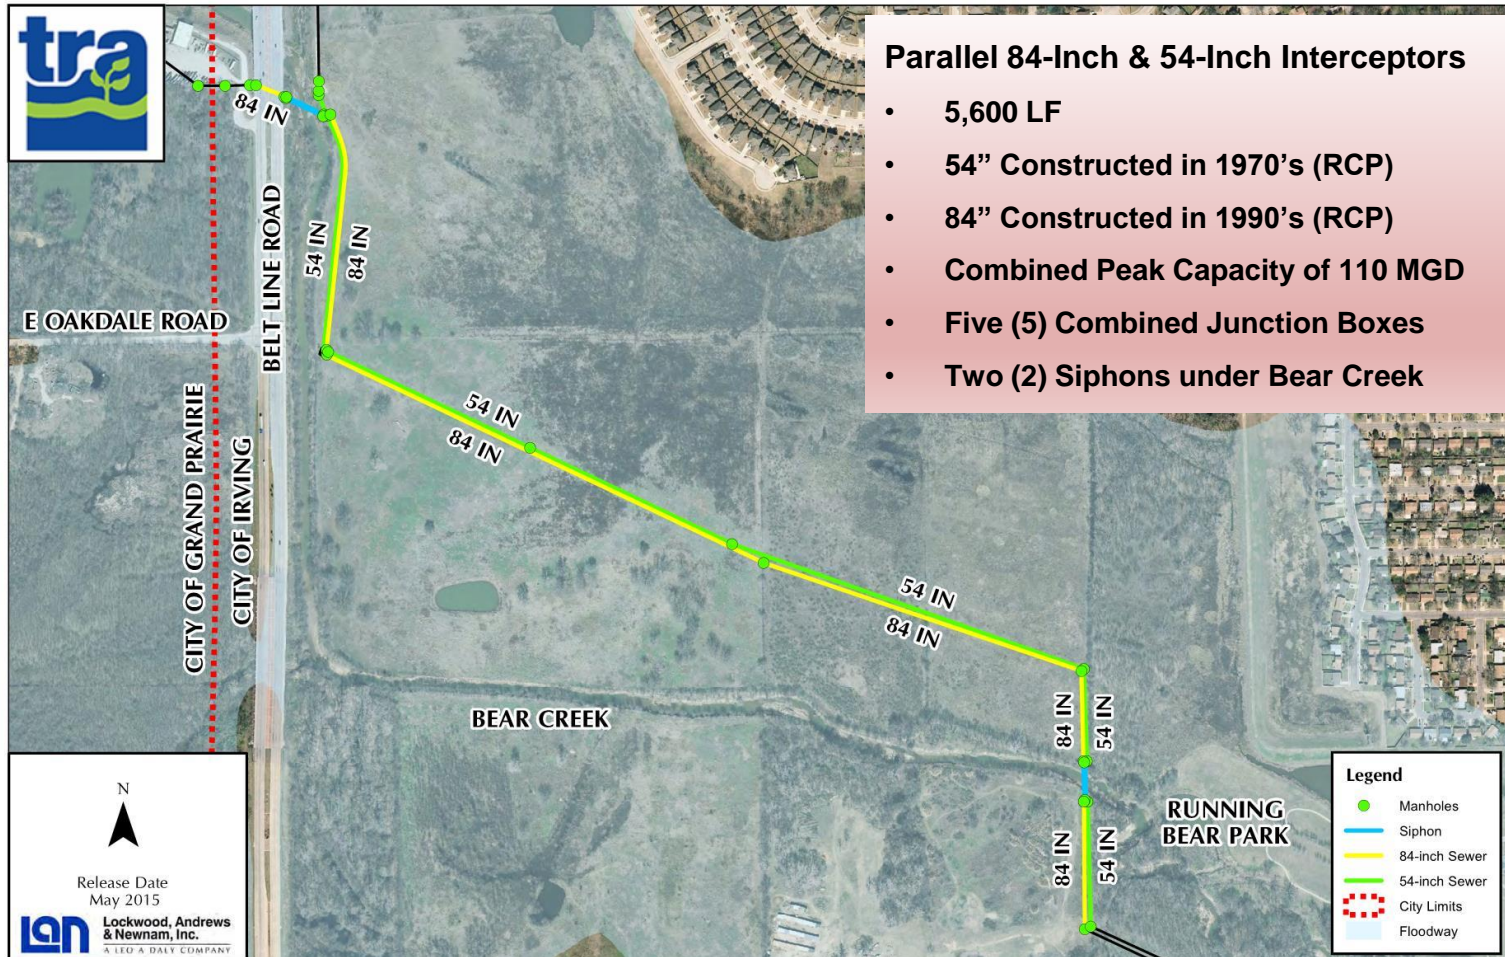 tra
Parallel 84-Inch & 54-Inch Interceptors
• 5,600 LF
• 54” Constructed in 1970’s (RCP)
• 84” Constructed in 1990’s (RCP)
• Combined Peak Capacity of 110 MGD
• Five (5) Combined Junction Boxes
• Two (2) Siphons under Bear Creek
84 IN
54 IN
84 IN
BELT LINE ROAD
E OAKDALE ROAD
CITY OF GRAND PRAIRIE
CITY OF IRVING
54 IN
84 IN
54 IN
84 IN
BEAR CREEK
84 IN
54 IN
84 IN
54 IN
RUNNING
BEAR PARK
N
Release Date
May 2015
LAN
Lockwood, Andrews
& Newnam, Inc.
A LEO A DALY COMPANY
Legend
Manholes
Siphon
84-inch Sewer
54-inch Sewer
City Limits
Floodway